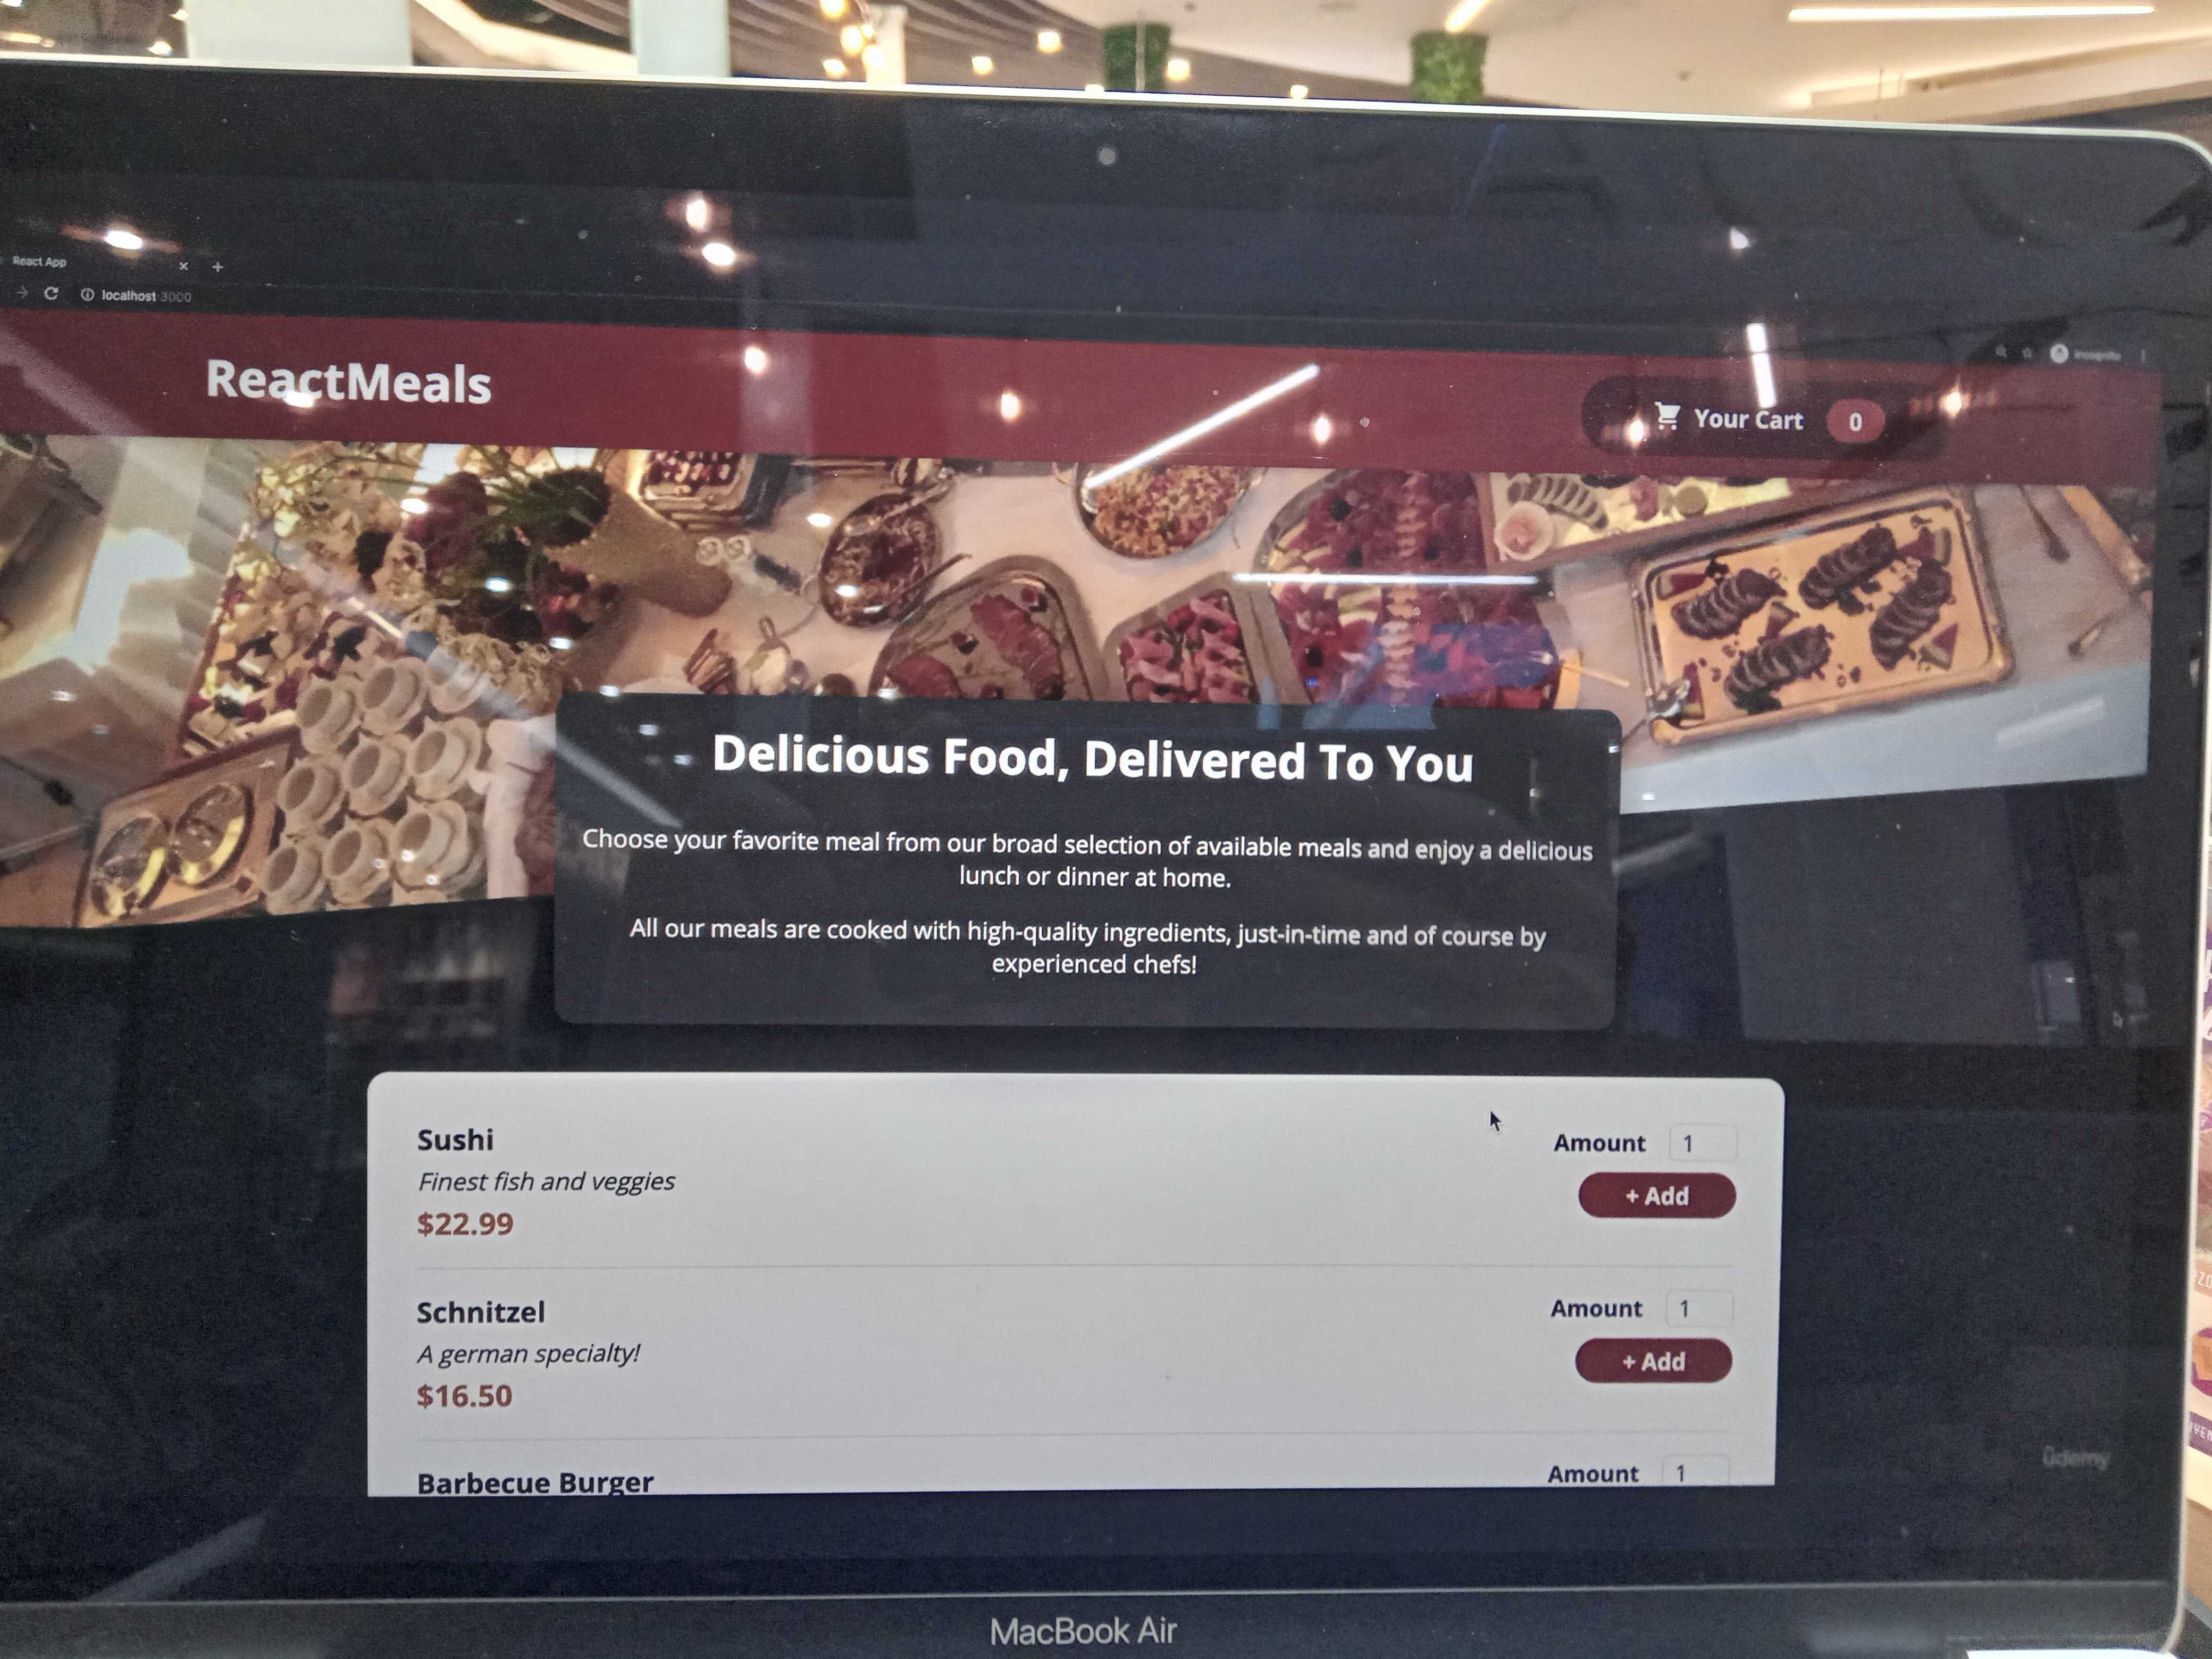 React App
localhost:3000
Incognito
ReactMeals
Your Cart 0
Delicious Food, Delivered To You
Choose your favorite meal from our broad selection of available meals and enjoy a delicious
lunch or dinner at home.
All our meals are cooked with high-quality ingredients, just-in-time and of course by
experienced chefs!
Sushi
Finest fish and veggies
$22.99
Amount 1
+ Add
Schnitzel
A german specialty!
$16.50
Amount 1
+ Add
Barbecue Burger
Amount 1
ûdemy
MacBook Air